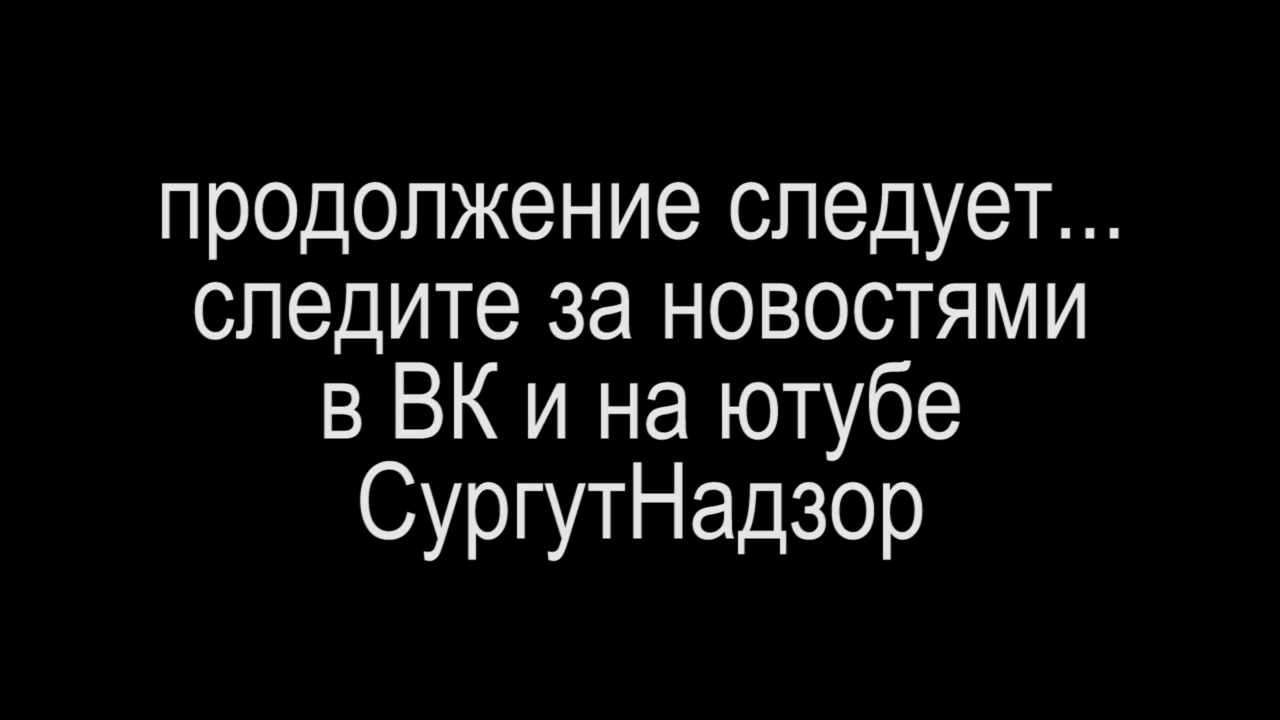 продолжение следует...
следите за новостями
в ВК и на ютубе
СургутНадзор